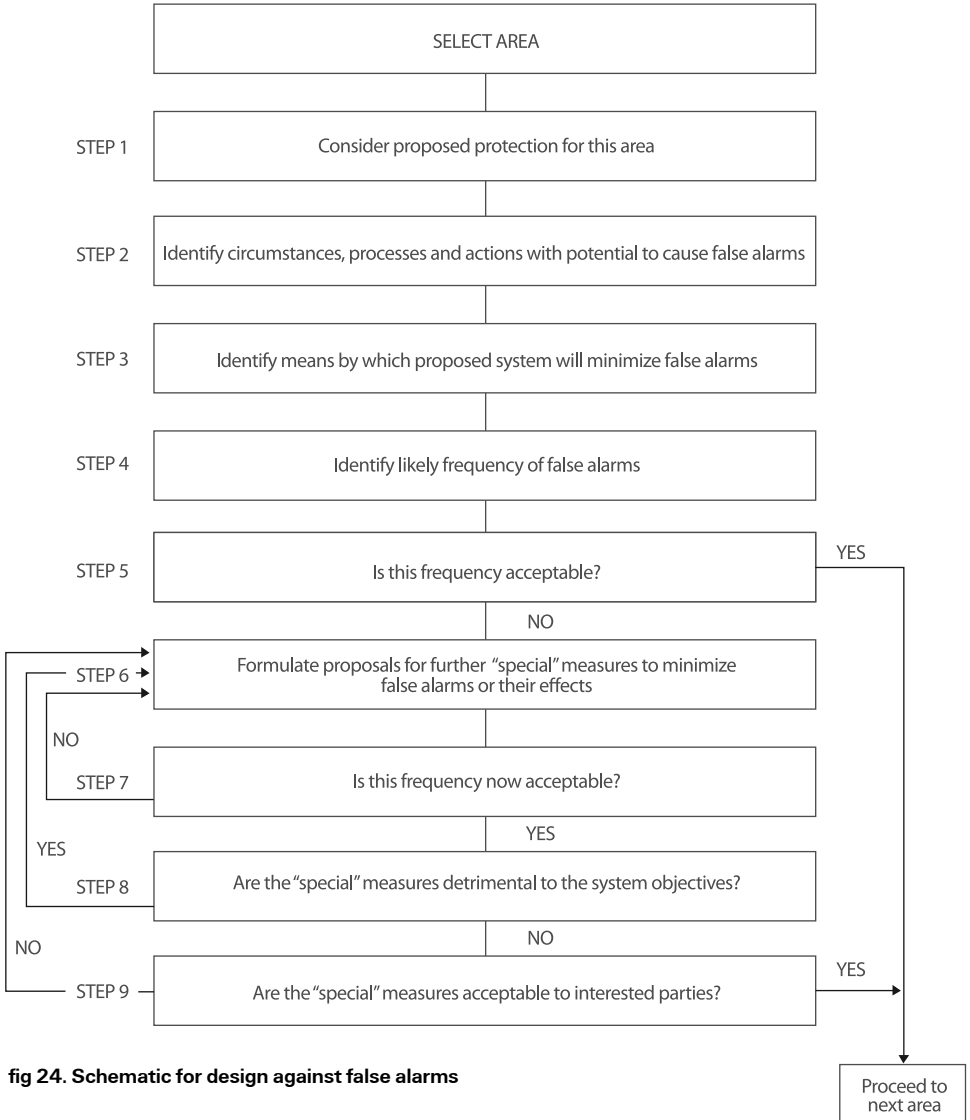 SELECT AREA
STEP 1
Consider proposed protection for this area
STEP 2
Identify circumstances, processes and actions with potential to cause false alarms
STEP 3
Identify means by which proposed system will minimize false alarms
STEP 4
Identify likely frequency of false alarms
STEP 5
Is this frequency acceptable?
YES
NO
STEP 6
Formulate proposals for further “special” measures to minimize
false alarms or their effects
NO
STEP 7
Is this frequency now acceptable?
YES
YES
STEP 8
Are the “special” measures detrimental to the system objectives?
NO
NO
STEP 9
Are the “special” measures acceptable to interested parties?
YES
fig 24. Schematic for design against false alarms
Proceed to
next area